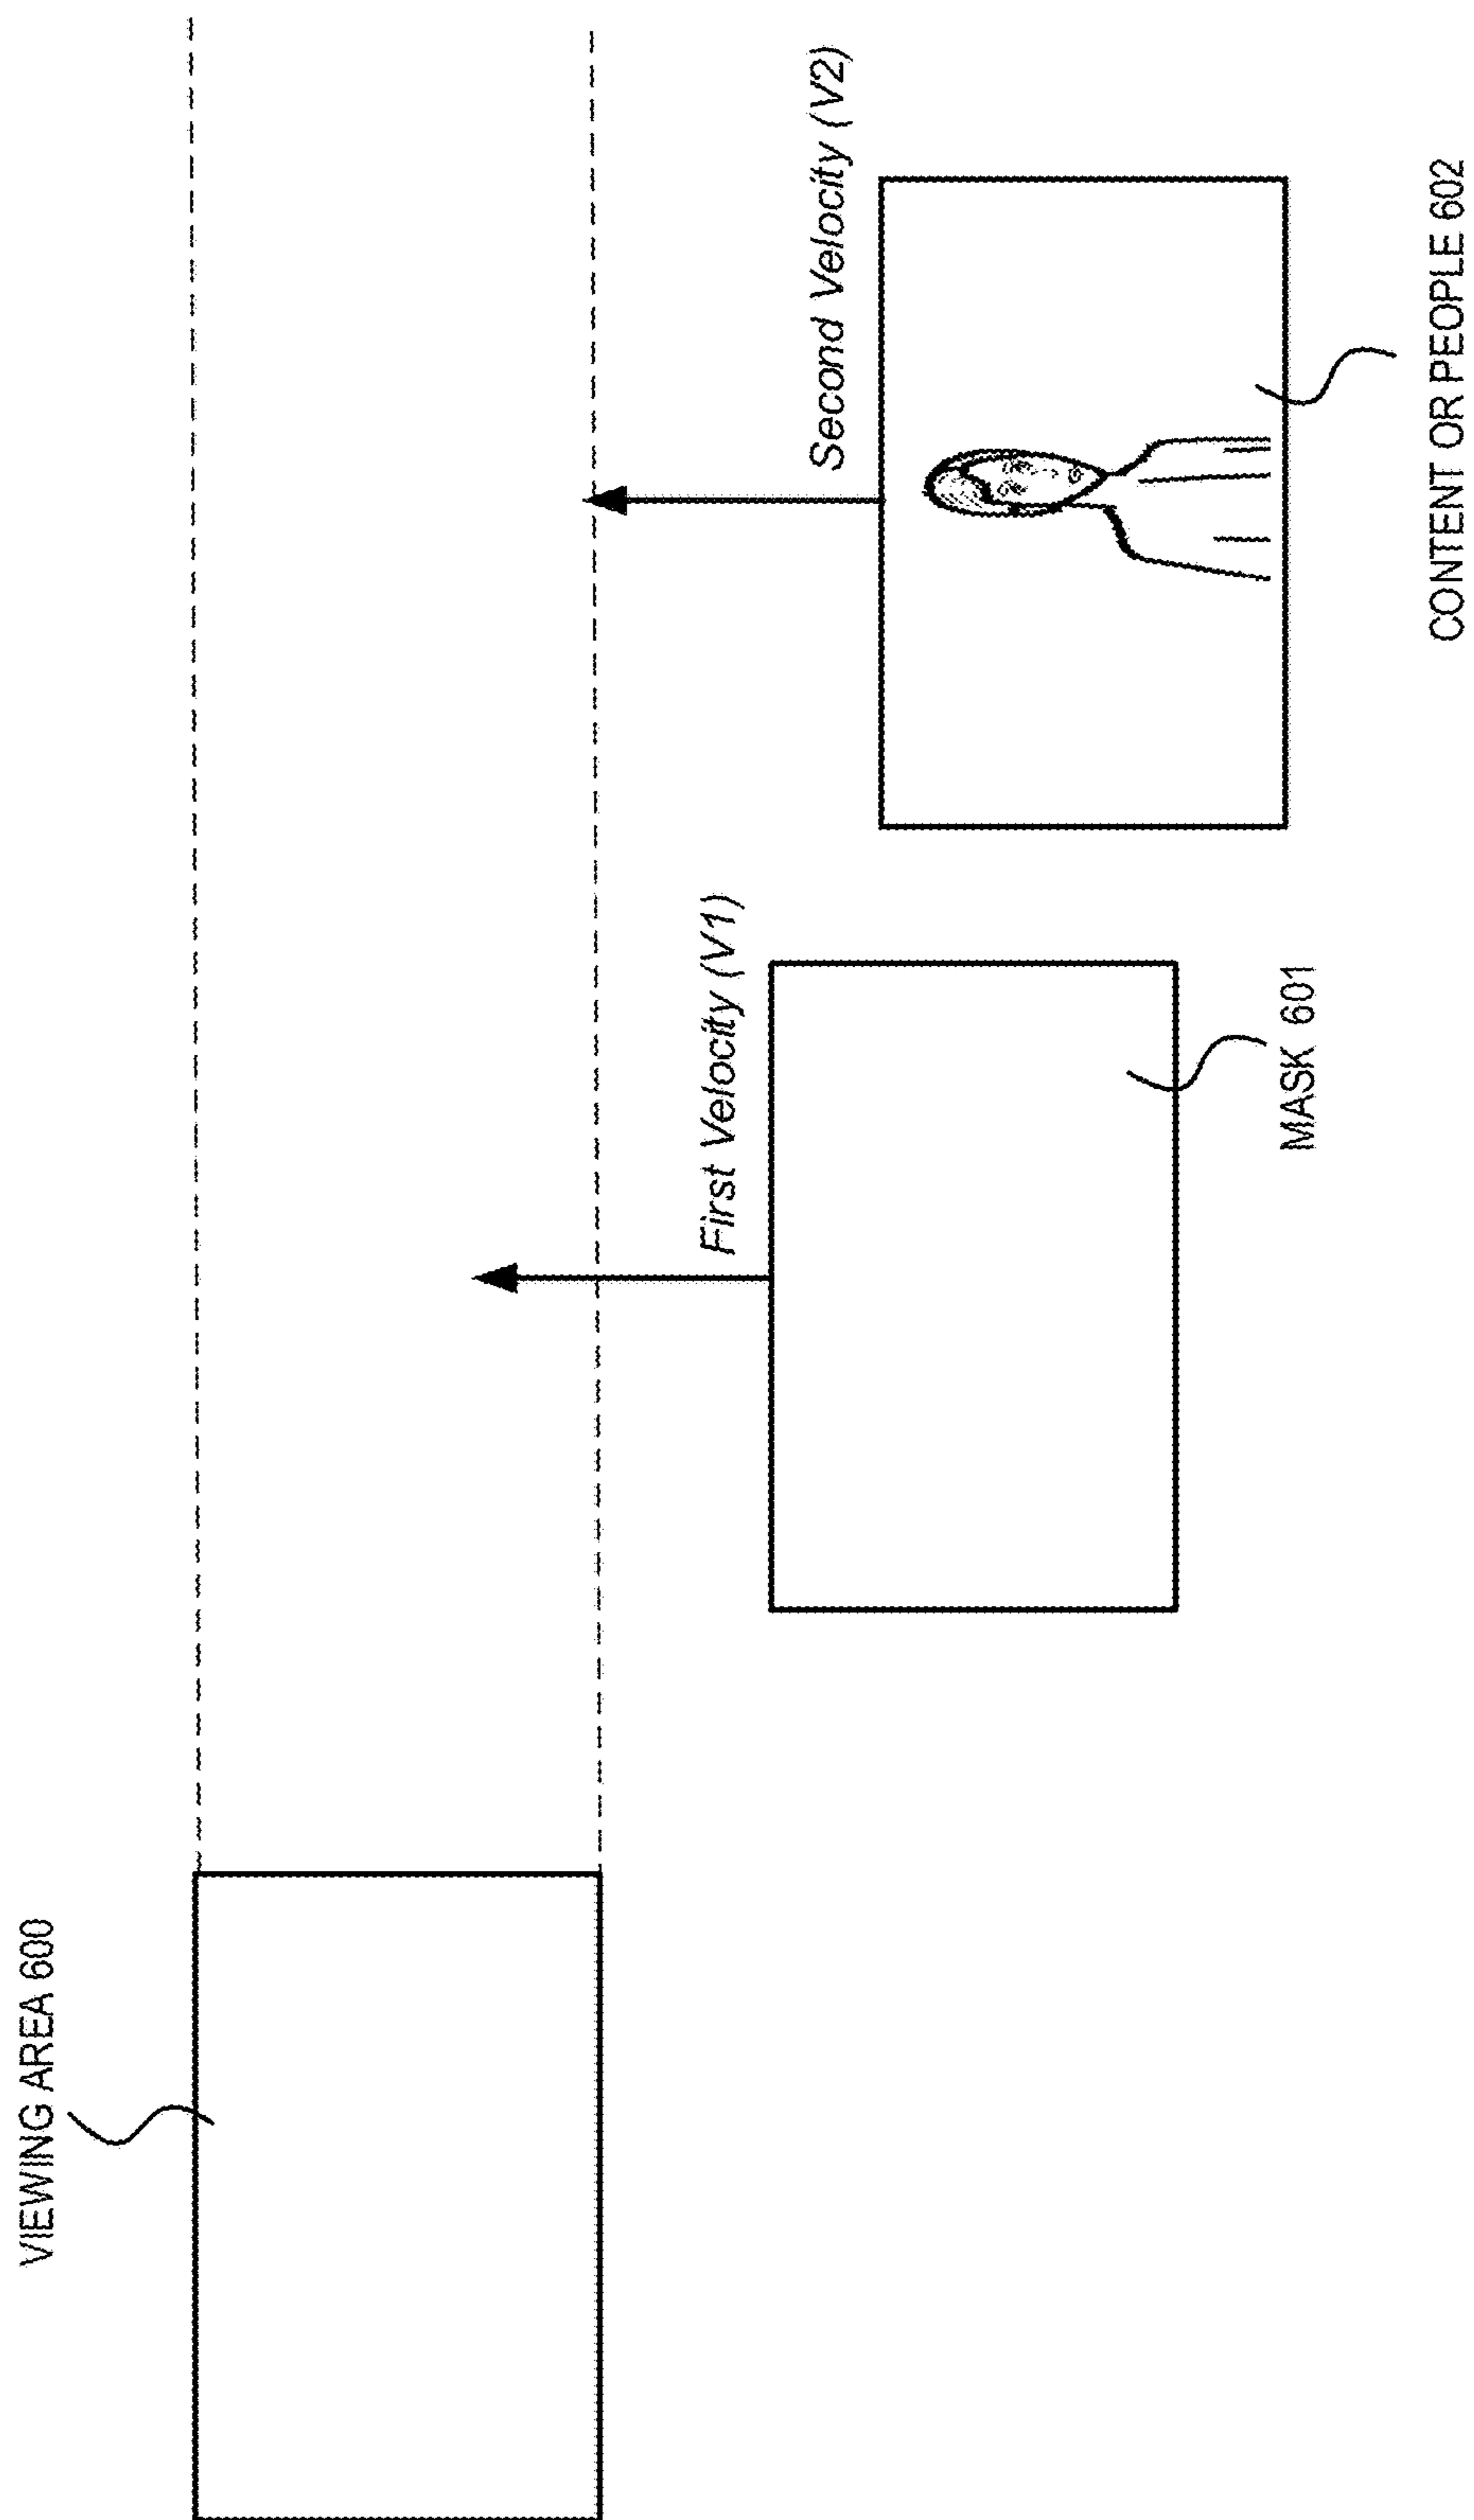 VIEWING AREA 600
First Velocity (V1)
MASK 601
Second Velocity (V2)
CONTENT OR PEOPLE 602